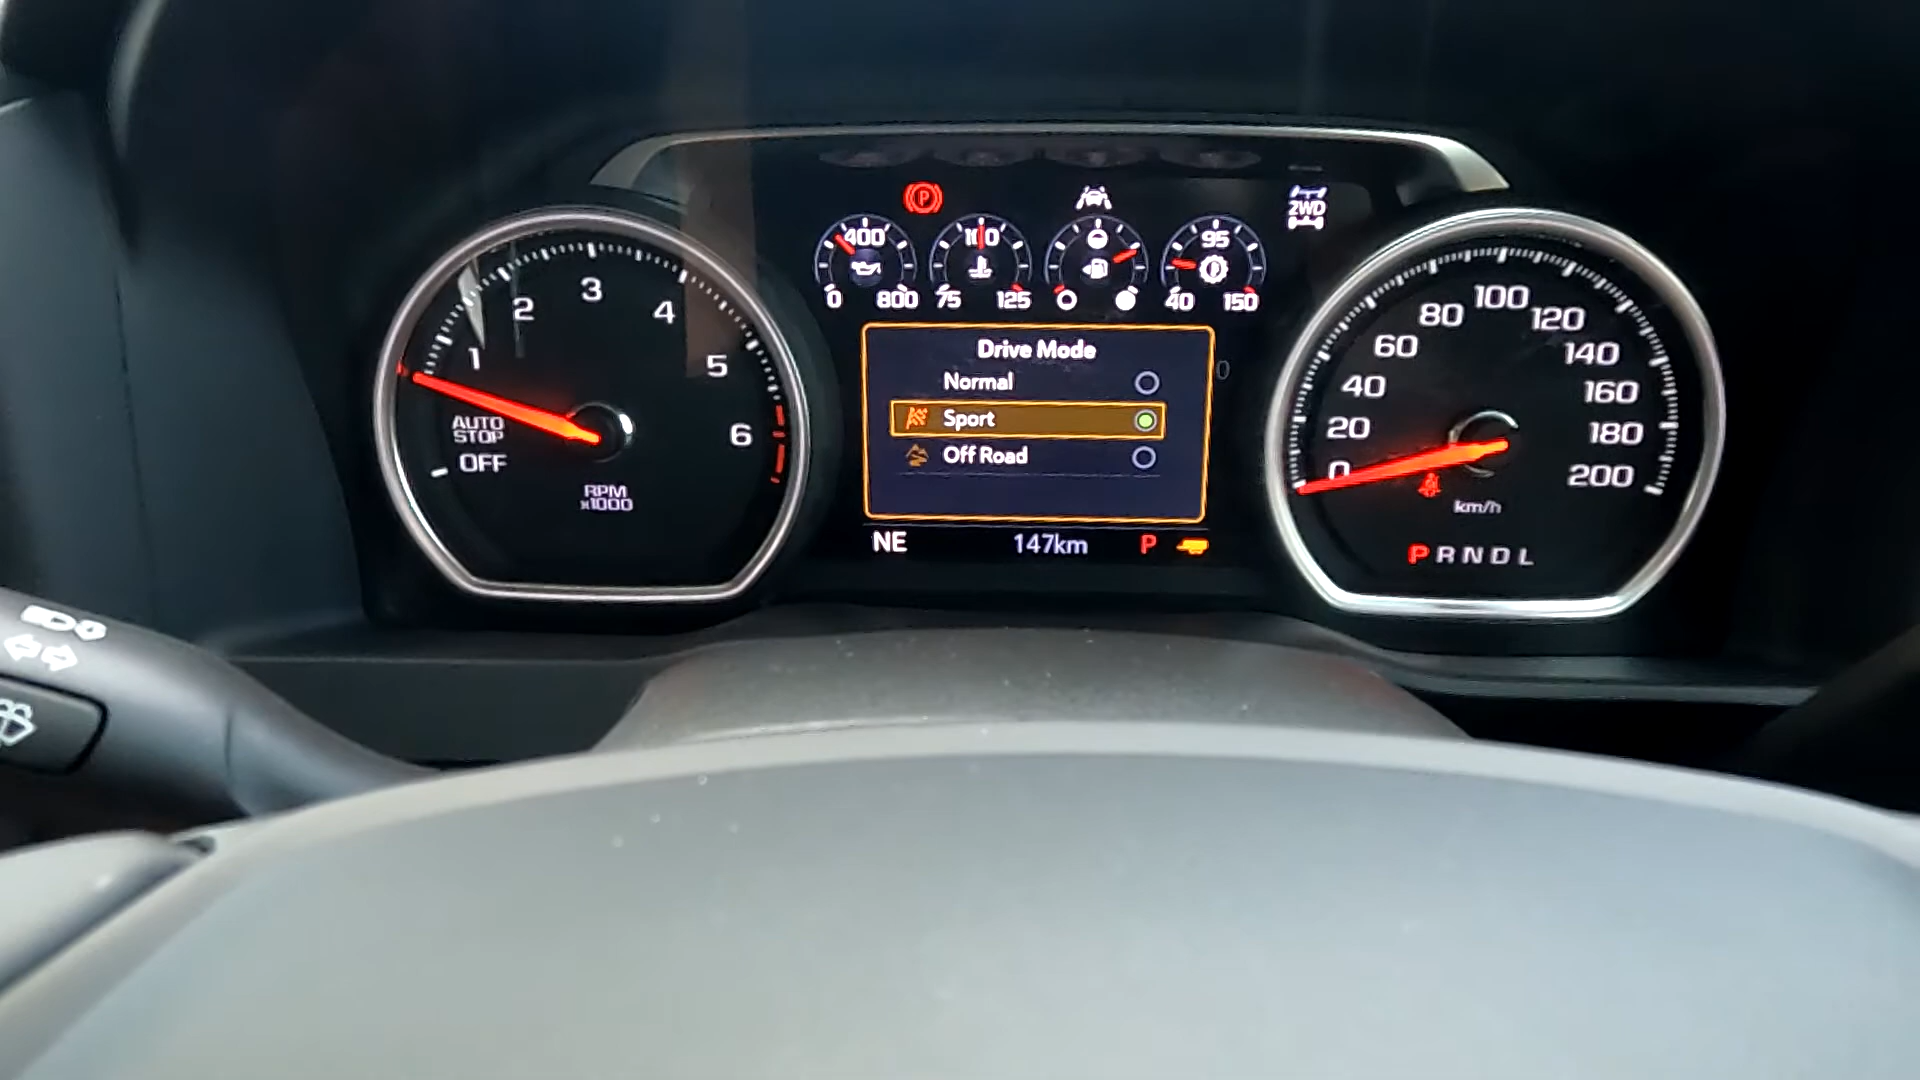 P
2WD
400
0 800
110
75 125
95
40 150
1 2 3 4 5 6
AUTO
STOP
OFF
RPM
x1000
Drive Mode
Normal
Sport
Off Road
NE 147km P
0 20 40 60 80 100 120 140 160 180 200
km/h
P R N D L